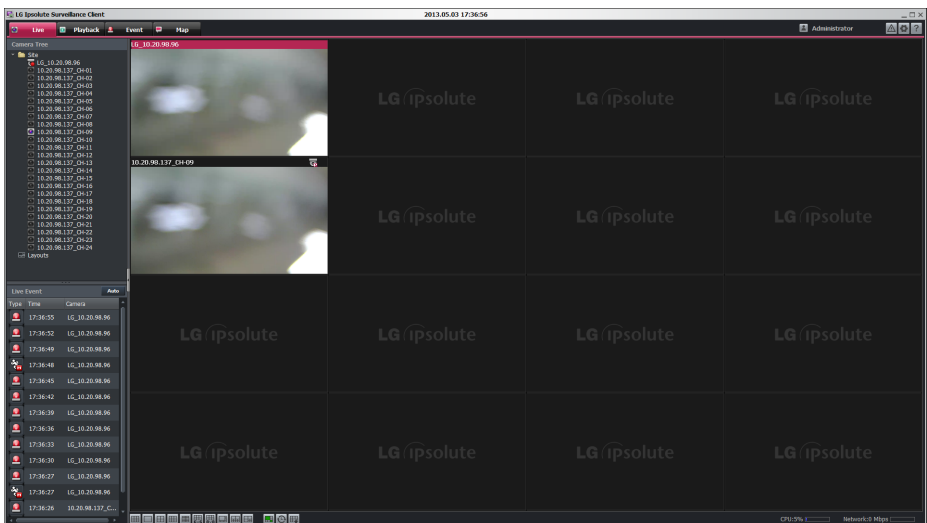 LG Ipsolute Surveillance Client
2013.05.03 17:36:56
Live Playback Event Map
Administrator
?
Camera Tree
Site
LG_10.20.98.96
10.20.98.137_CH-01
10.20.98.137_CH-02
10.20.98.137_CH-03
10.20.98.137_CH-04
10.20.98.137_CH-05
10.20.98.137_CH-06
10.20.98.137_CH-07
10.20.98.137_CH-08
10.20.98.137_CH-09
10.20.98.137_CH-10
10.20.98.137_CH-11
10.20.98.137_CH-12
10.20.98.137_CH-13
10.20.98.137_CH-14
10.20.98.137_CH-15
10.20.98.137_CH-16
10.20.98.137_CH-17
10.20.98.137_CH-18
10.20.98.137_CH-19
10.20.98.137_CH-20
10.20.98.137_CH-21
10.20.98.137_CH-22
10.20.98.137_CH-23
10.20.98.137_CH-24
Layouts
Live Event Auto
Type Time Camera
17:36:55 LG_10.20.98.96
17:36:52 LG_10.20.98.96
17:36:49 LG_10.20.98.96
17:36:48 LG_10.20.98.96
17:36:45 LG_10.20.98.96
17:36:42 LG_10.20.98.96
17:36:39 LG_10.20.98.96
17:36:36 LG_10.20.98.96
17:36:33 LG_10.20.98.96
17:36:30 LG_10.20.98.96
17:36:27 LG_10.20.98.96
17:36:27 LG_10.20.98.96
17:36:26 10.20.98.137_C...
LG_10.20.98.96
LG ipsolute LG ipsolute LG ipsolute
10.20.98.137_CH-09
LG ipsolute LG ipsolute LG ipsolute
LG ipsolute LG ipsolute LG ipsolute LG ipsolute
LG ipsolute LG ipsolute LG ipsolute LG ipsolute
CPU:5% Network:0 Mbps